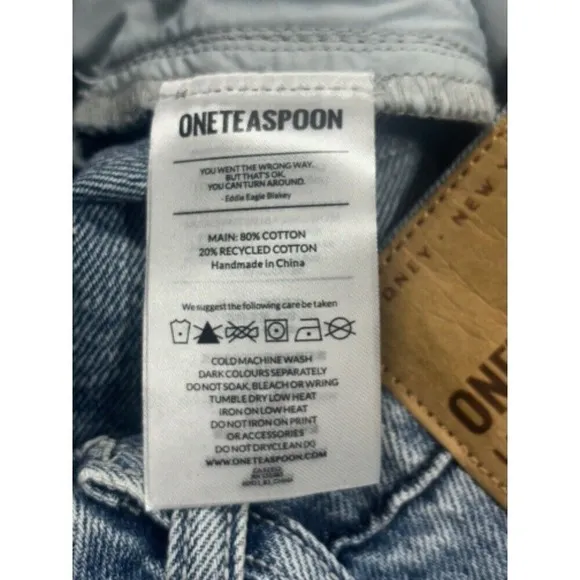 ONETEASPOON
YOU WENT THE WRONG WAY...
BUT THAT'S OK,
YOU CAN TURN AROUND.
- Eddie Eagle Blakey
MAIN: 80% COTTON
20% RECYCLED COTTON
Handmade in China
We suggest the following care be taken
COLD MACHINE WASH
DARK COLOURS SEPARATELY
DO NOT SOAK, BLEACH OR WRING
TUMBLE DRY LOW HEAT
IRON ON LOW HEAT
DO NOT IRON ON PRINT
OR ACCESSORIES
DO NOT DRYCLEAN (X)
WWW.ONETEASPOON.COM
DNEY · NEW Y
ONE